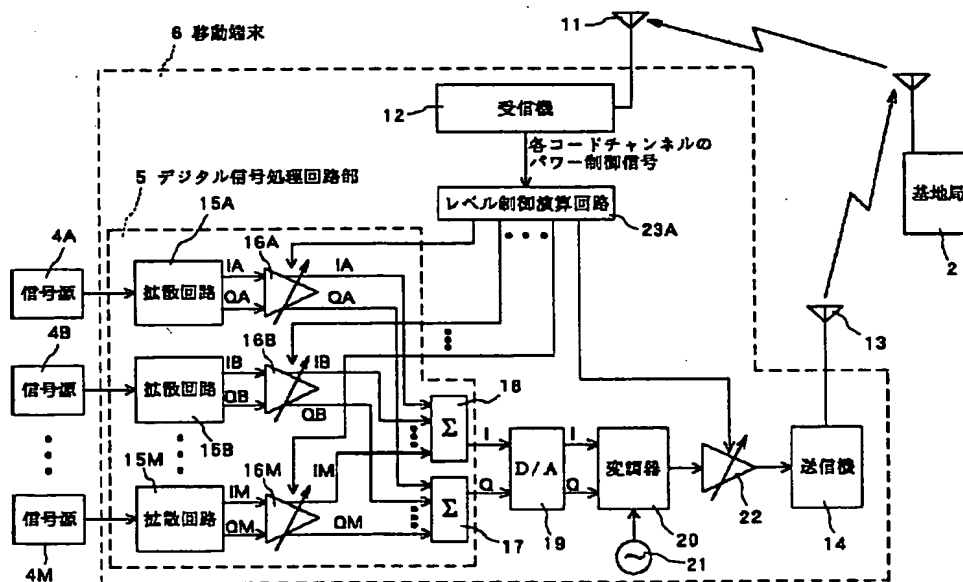 6 移動端末
11
12
受信機
各コードチャンネルの
パワー制御信号
5 デジタル信号処理回路部
レベル制御演算回路
23A
基地局
2
15A
16A
4A
信号源
拡散回路
IA
QA
IA
QA
13
4B
信号源
拡散回路
IB
QB
16B
IB
QB
15B
18
Σ
I
Q
D/A
19
I
Q
変調器
20
21
22
送信機
14
15M
16M
IM
信号源
拡散回路
IM
QM
QM
Σ
17
4M